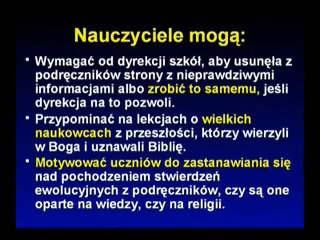 Nauczyciele mogą:
• Wymagać od dyrekcji szkół, aby usunęła z
podręczników strony z nieprawdziwymi
informacjami albo zrobić to samemu, jeśli
dyrekcja na to pozwoli.
• Przypominać na lekcjach o wielkich
naukowcach z przeszłości, którzy wierzyli
w Boga i uznawali Biblię.
• Motywować uczniów do zastanawiania się
nad pochodzeniem stwierdzeń
ewolucyjnych z podręczników, czy są one
oparte na wiedzy, czy na religii.